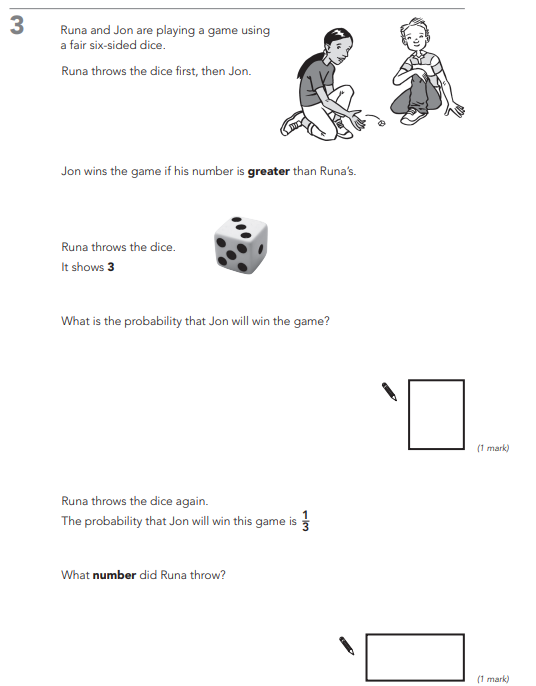 3
Runa and Jon are playing a game using
a fair six-sided dice.
Runa throws the dice first, then Jon.
Jon wins the game if his number is greater than Runa's.
Runa throws the dice.
It shows 3
What is the probability that Jon will win the game?
(1 mark)
Runa throws the dice again.
The probability that Jon will win this game is 1/3
What number did Runa throw?
(1 mark)